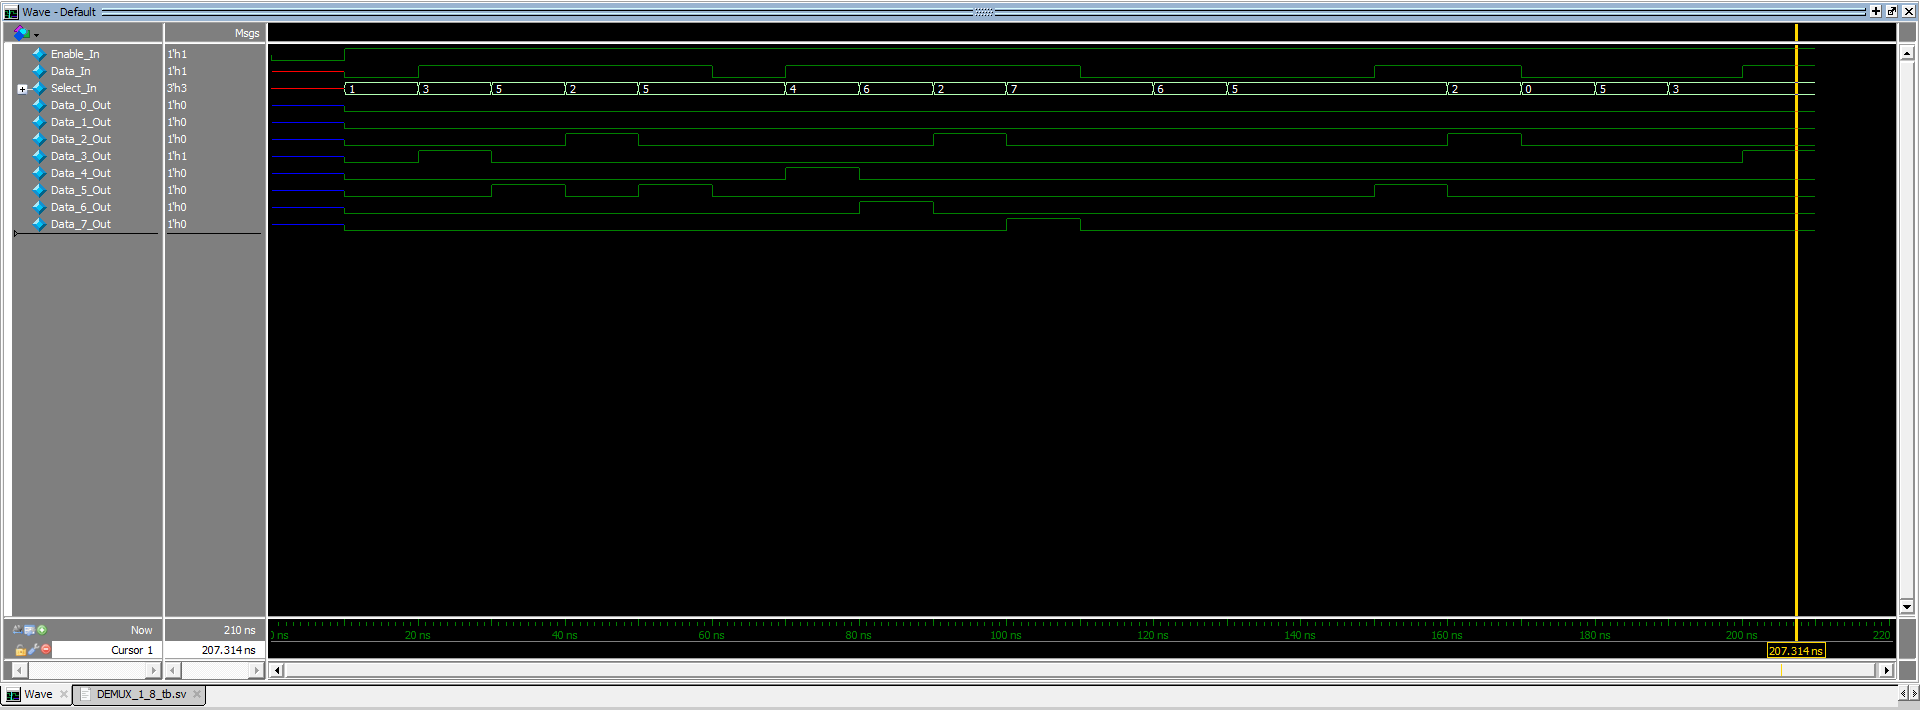 Wave - Default
Msgs
Enable_In 1'h1
Data_In 1'h1
Select_In 3'h3 1 3 5 2 5 4 6 2 7 6 5 2 0 5 3
Data_0_Out 1'h0
Data_1_Out 1'h0
Data_2_Out 1'h0
Data_3_Out 1'h1
Data_4_Out 1'h0
Data_5_Out 1'h0
Data_6_Out 1'h0
Data_7_Out 1'h0
Now 210 ns 20 ns 40 ns 60 ns 80 ns 100 ns 120 ns 140 ns 160 ns 180 ns 200 ns 220
Cursor 1 207.314 ns 207.314 ns
Wave DEMUX_1_8_tb.sv